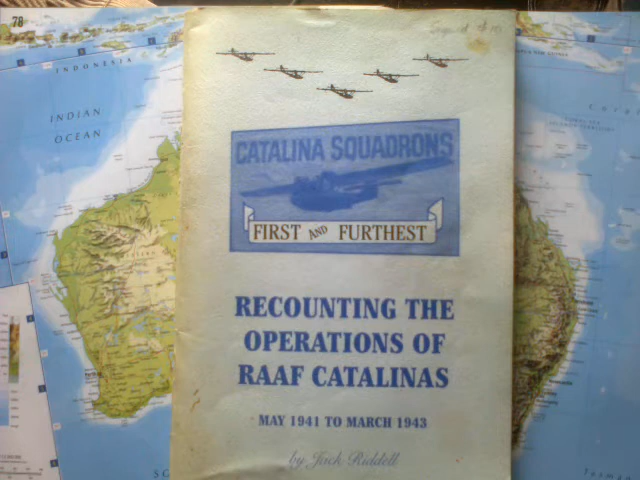 78
INDONESIA
INDIAN
OCEAN
CATALINA SQUADRONS
FIRST AND FURTHEST
RECOUNTING THE
OPERATIONS OF
RAAF CATALINAS
MAY 1941 TO MARCH 1943
by Jack Riddell